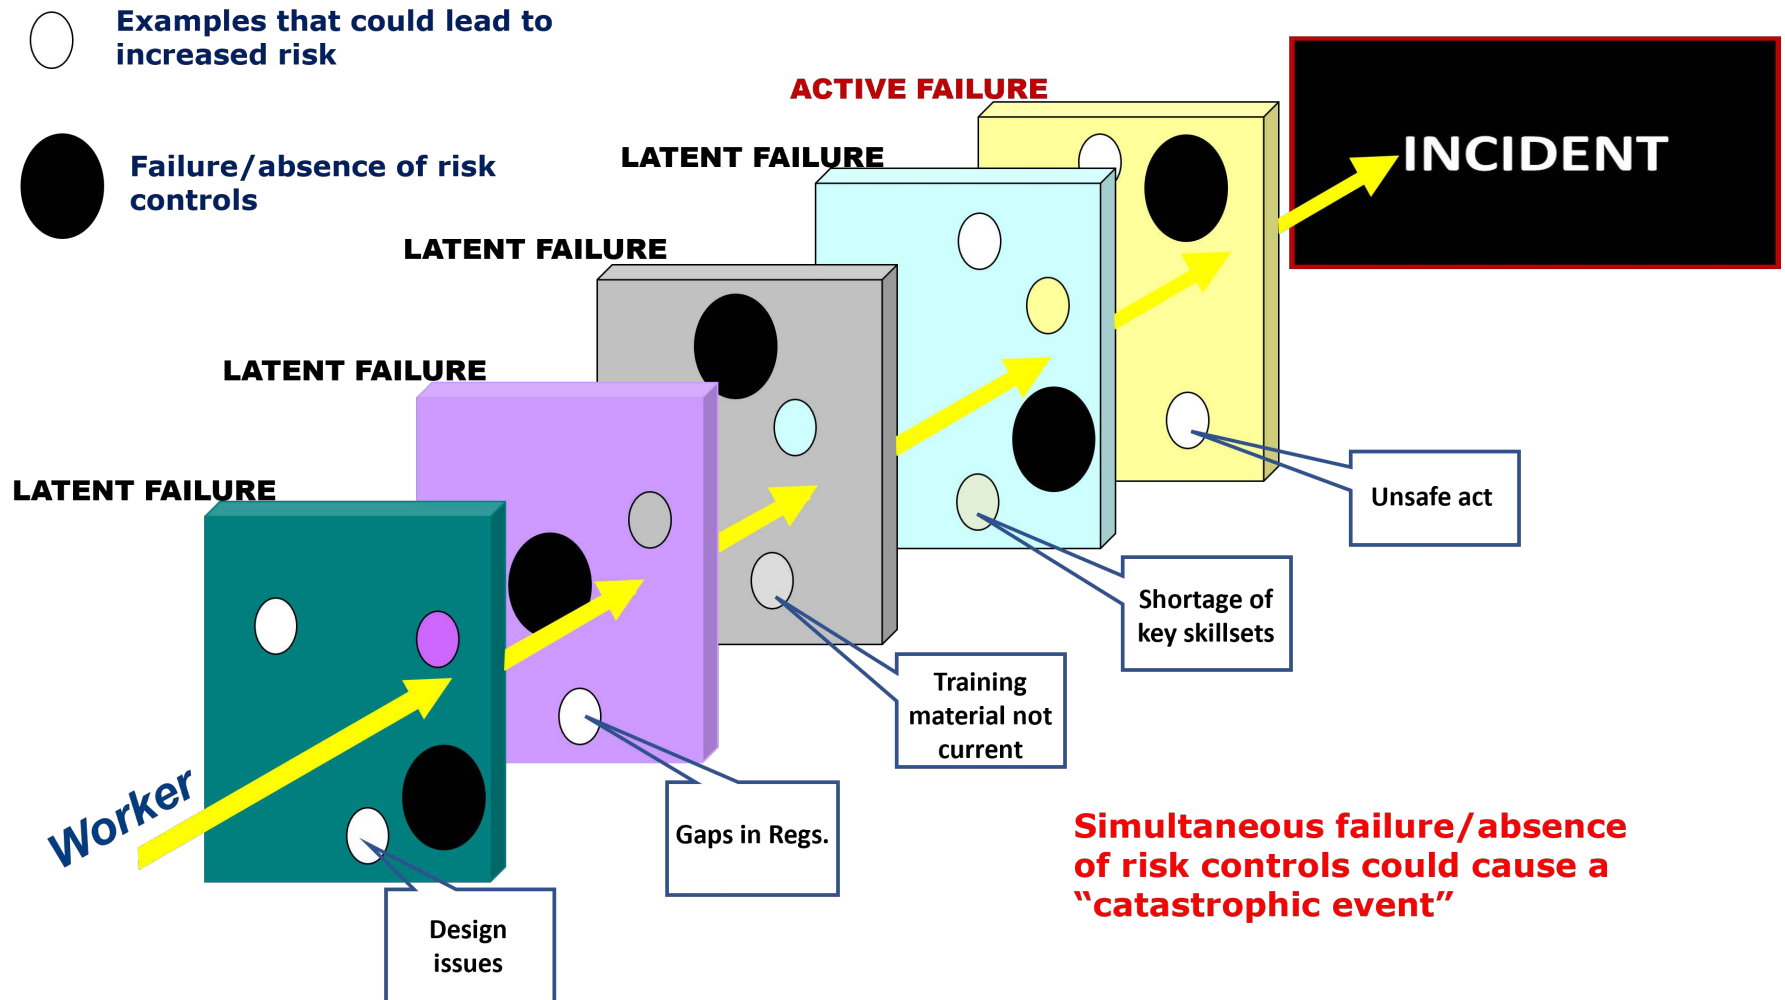 Examples that could lead to
increased risk
Failure/absence of risk
controls
ACTIVE FAILURE
LATENT FAILURE
LATENT FAILURE
LATENT FAILURE
LATENT FAILURE
INCIDENT
Worker
Unsafe act
Shortage of
key skillsets
Training
material not
current
Gaps in Regs.
Design
issues
Simultaneous failure/absence
of risk controls could cause a
“catastrophic event”